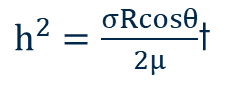 h² = σRcosθ/2μ†